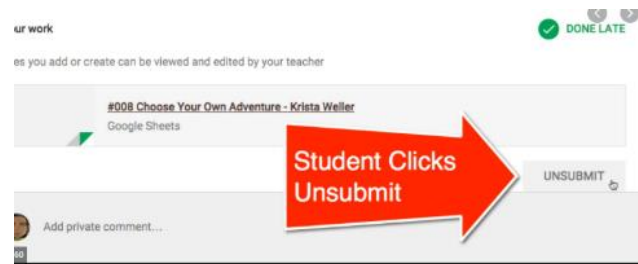 ur work
DONE LATE
es you add or create can be viewed and edited by your teacher
#008 Choose Your Own Adventure - Krista Weller
Google Sheets
Student Clicks
Unsubmit
UNSUBMIT
Add private comment...
60